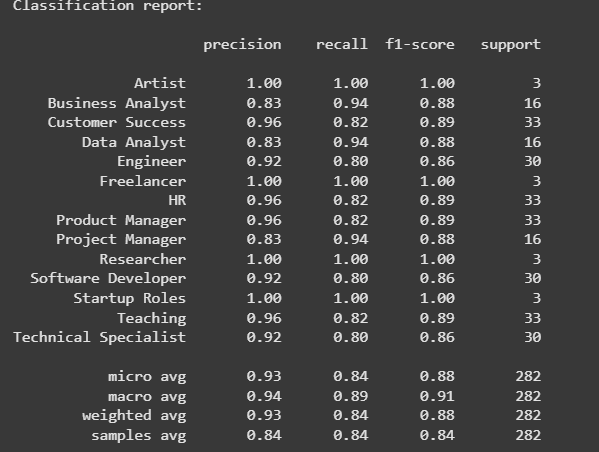 Classification report:
precision recall f1-score support
Artist 1.00 1.00 1.00 3
Business Analyst 0.83 0.94 0.88 16
Customer Success 0.96 0.82 0.89 33
Data Analyst 0.83 0.94 0.88 16
Engineer 0.92 0.80 0.86 30
Freelancer 1.00 1.00 1.00 3
HR 0.96 0.82 0.89 33
Product Manager 0.96 0.82 0.89 33
Project Manager 0.83 0.94 0.88 16
Researcher 1.00 1.00 1.00 3
Software Developer 0.92 0.80 0.86 30
Startup Roles 1.00 1.00 1.00 3
Teaching 0.96 0.82 0.89 33
Technical Specialist 0.92 0.80 0.86 30
micro avg 0.93 0.84 0.88 282
macro avg 0.94 0.89 0.91 282
weighted avg 0.93 0.84 0.88 282
samples avg 0.84 0.84 0.84 282